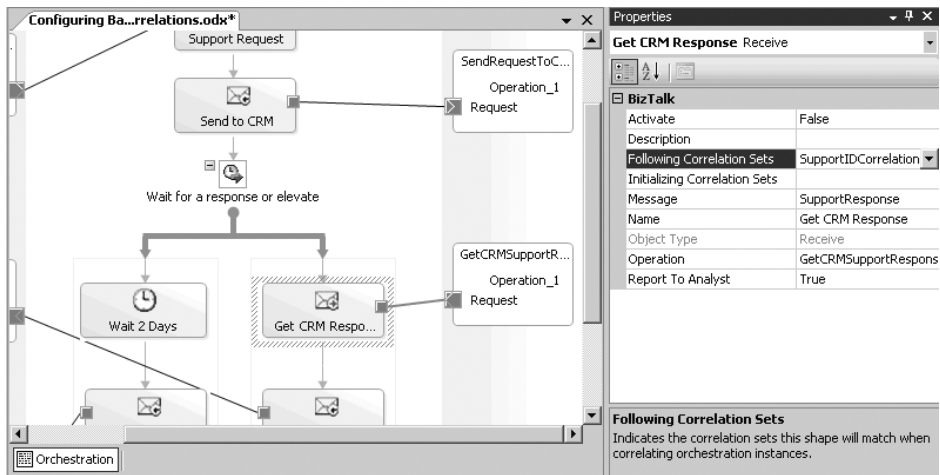 Configuring Ba...rrelations.odx*
Support Request
Send to CRM
Wait for a response or elevate
Wait 2 Days
Get CRM Respo...
SendRequestToC...
Operation_1
Request
GetCRMSupportR...
Operation_1
Request
Orchestration
Properties
Get CRM Response Receive
BizTalk
Activate False
Description
Following Correlation Sets SupportIDCorrelation
Initializing Correlation Sets
Message SupportResponse
Name Get CRM Response
Object Type Receive
Operation GetCRMSupportRespons
Report To Analyst True
Following Correlation Sets
Indicates the correlation sets this shape will match when
correlating orchestration instances.